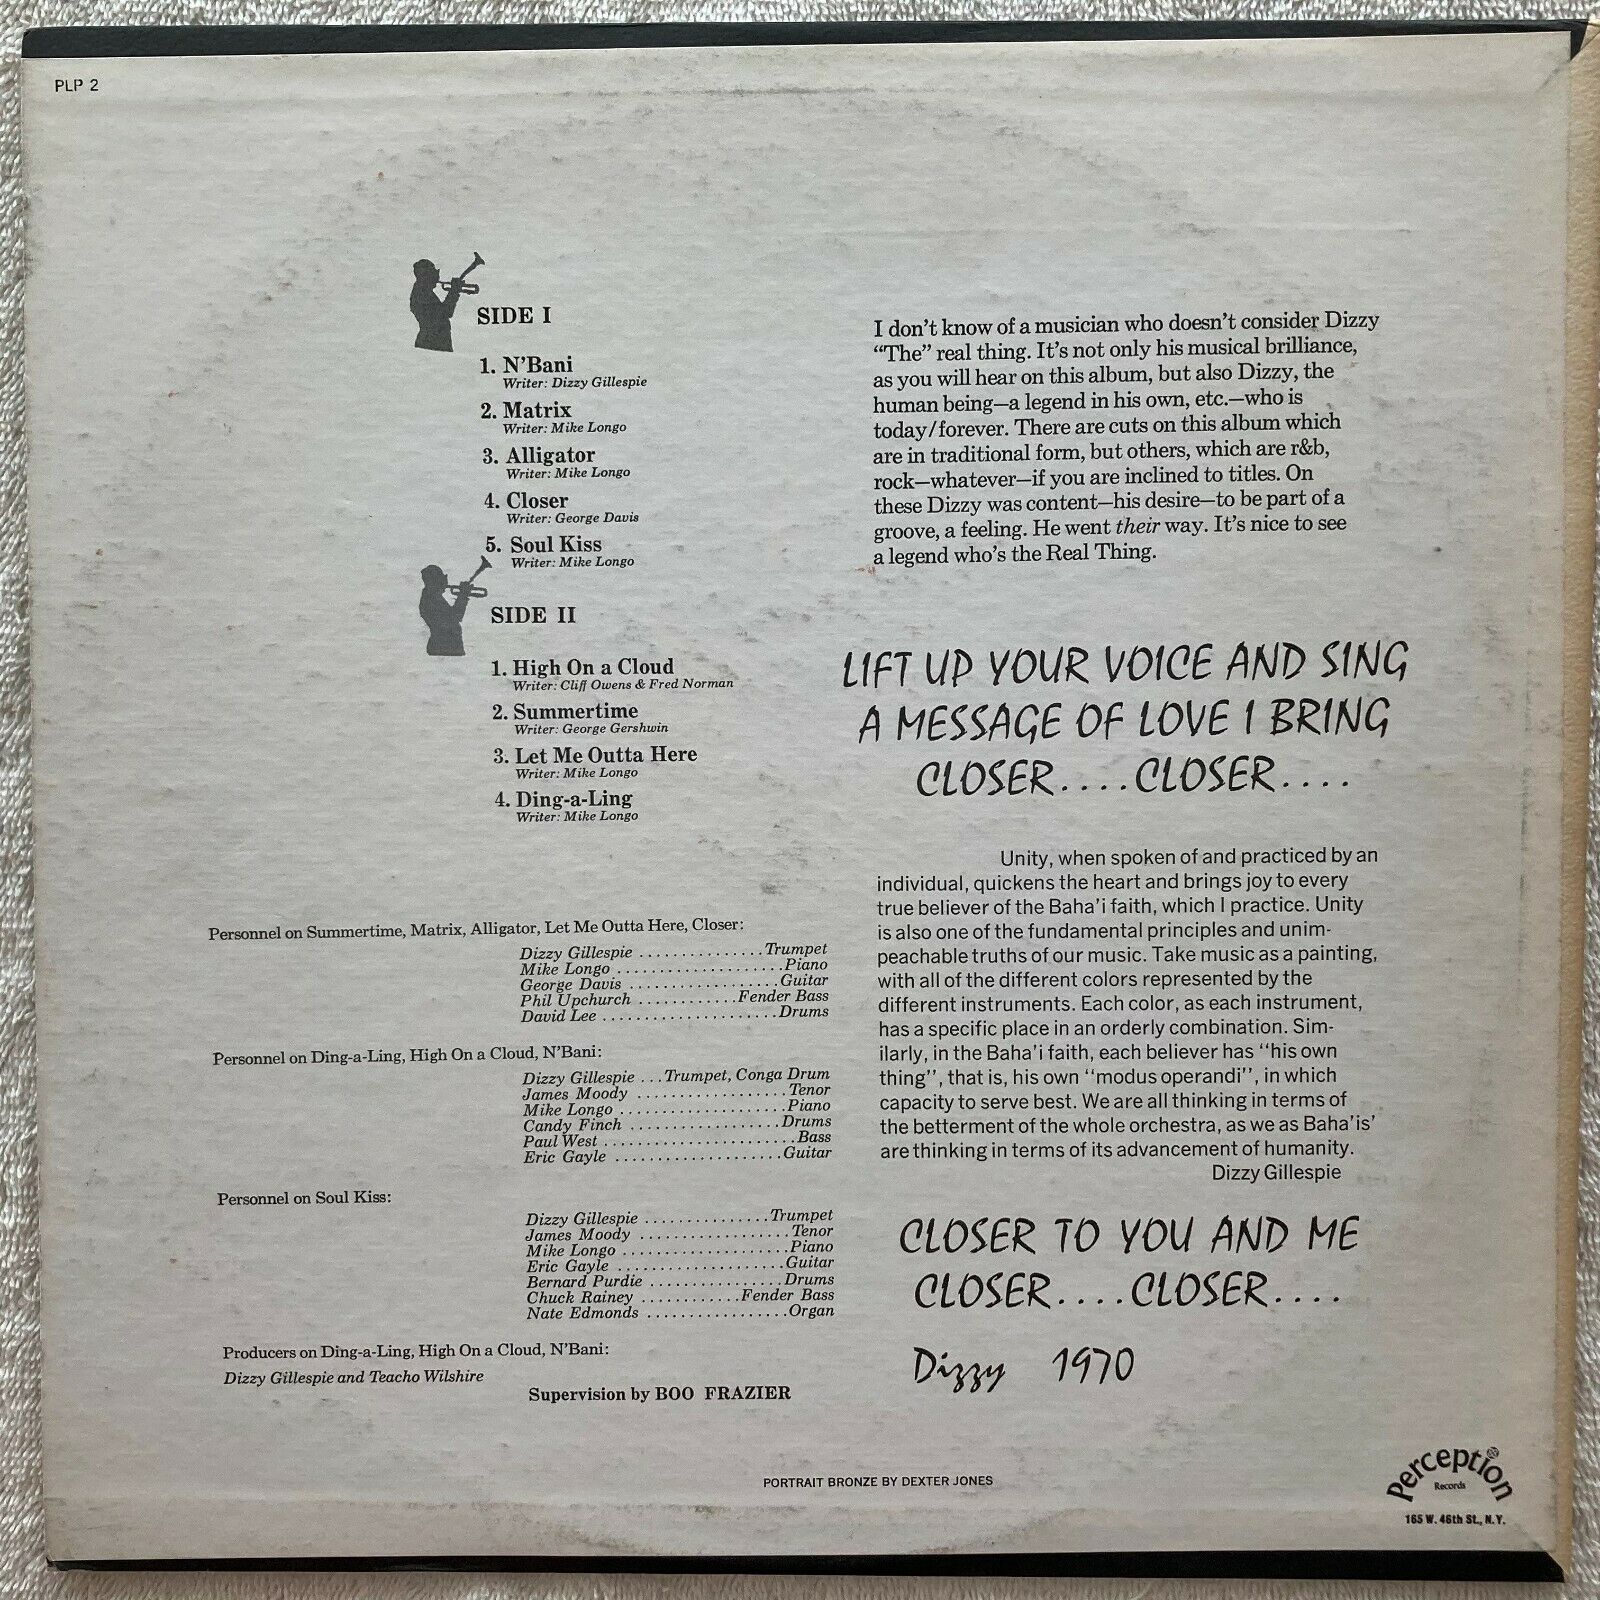 PLP 2
SIDE I
1. N'Bani
Writer: Dizzy Gillespie
2. Matrix
Writer: Mike Longo
3. Alligator
Writer: Mike Longo
4. Closer
Writer: George Davis
5. Soul Kiss
Writer: Mike Longo
SIDE II
1. High On a Cloud
Writer: Cliff Owens & Fred Norman
2. Summertime
Writer: George Gershwin
3. Let Me Outta Here
Writer: Mike Longo
4. Ding-a-Ling
Writer: Mike Longo
Personnel on Summertime, Matrix, Alligator, Let Me Outta Here, Closer:
Dizzy Gillespie ............... Trumpet
Mike Longo .................... Piano
George Davis .................. Guitar
Phil Upchurch ............ Fender Bass
David Lee ..................... Drums
Personnel on Ding-a-Ling, High On a Cloud, N'Bani:
Dizzy Gillespie ... Trumpet, Conga Drum
James Moody .................. Tenor
Mike Longo .................... Piano
Candy Finch .................. Drums
Paul West ....................... Bass
Eric Gayle .................... Guitar
Personnel on Soul Kiss:
Dizzy Gillespie ............... Trumpet
James Moody .................. Tenor
Mike Longo .................... Piano
Eric Gayle .................... Guitar
Bernard Purdie ................ Drums
Chuck Rainey ............ Fender Bass
Nate Edmonds ................. Organ
Producers on Ding-a-Ling, High On a Cloud, N'Bani:
Dizzy Gillespie and Teacho Wilshire
Supervision by BOO FRAZIER
I don't know of a musician who doesn't consider Dizzy
"The" real thing. It's not only his musical brilliance,
as you will hear on this album, but also Dizzy, the
human being—a legend in his own, etc.—who is
today/forever. There are cuts on this album which
are in traditional form, but others, which are r&b,
rock—whatever—if you are inclined to titles. On
these Dizzy was content—his desire—to be part of a
groove, a feeling. He went their way. It's nice to see
a legend who's the Real Thing.
LIFT UP YOUR VOICE AND SING
A MESSAGE OF LOVE I BRING
CLOSER....CLOSER....
Unity, when spoken of and practiced by an
individual, quickens the heart and brings joy to every
true believer of the Baha'i faith, which I practice. Unity
is also one of the fundamental principles and unim-
peachable truths of our music. Take music as a painting,
with all of the different colors represented by the
different instruments. Each color, as each instrument,
has a specific place in an orderly combination. Sim-
ilarly, in the Baha'i faith, each believer has "his own
thing", that is, his own "modus operandi", in which
capacity to serve best. We are all thinking in terms of
the betterment of the whole orchestra, as we as Baha'is'
are thinking in terms of its advancement of humanity.
Dizzy Gillespie
CLOSER TO YOU AND ME
CLOSER....CLOSER....
Dizzy 1970
PORTRAIT BRONZE BY DEXTER JONES
Perception
Records
165 W. 46th St., N.Y.